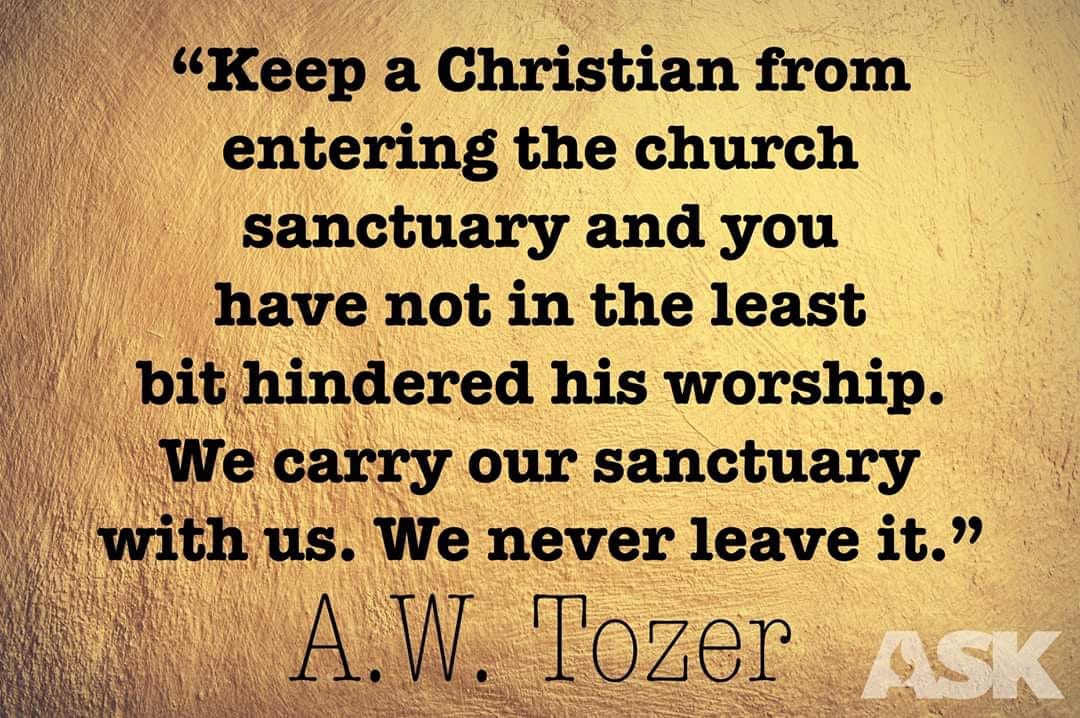 “Keep a Christian from
entering the church
sanctuary and you
have not in the least
bit hindered his worship.
We carry our sanctuary
with us. We never leave it.”
A.W. Tozer
ASK